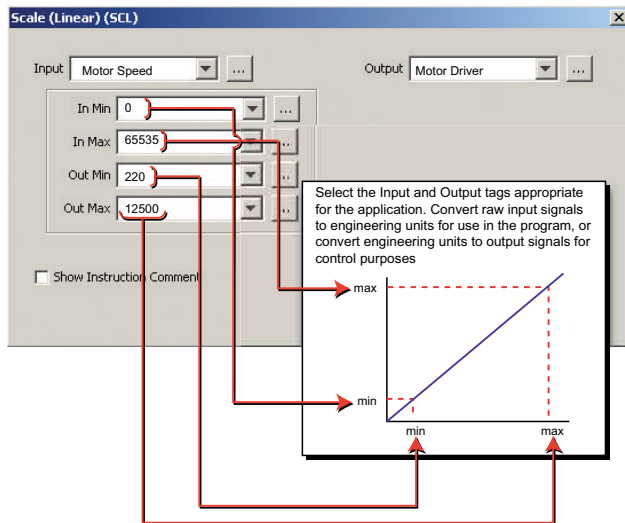 Scale (Linear) (SCL)
Input Motor Speed ... Output Motor Driver ...
In Min 0 ...
In Max 65535 ...
Out Min 220 ...
Out Max 12500 ...
Select the Input and Output tags appropriate
for the application. Convert raw input signals
to engineering units for use in the program, or
convert engineering units to output signals for
control purposes
Show Instruction Comment
max
min
min max